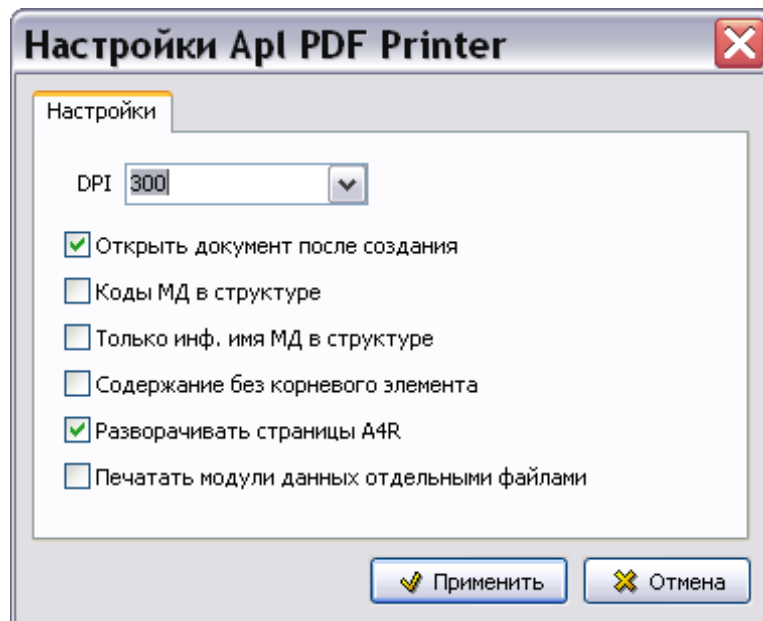 Настройки Apl PDF Printer
Настройки
DPI 300
Открыть документ после создания
Коды МД в структуре
Только инф. имя МД в структуре
Содержание без корневого элемента
Разворачивать страницы A4R
Печатать модули данных отдельными файлами
Применить Отмена